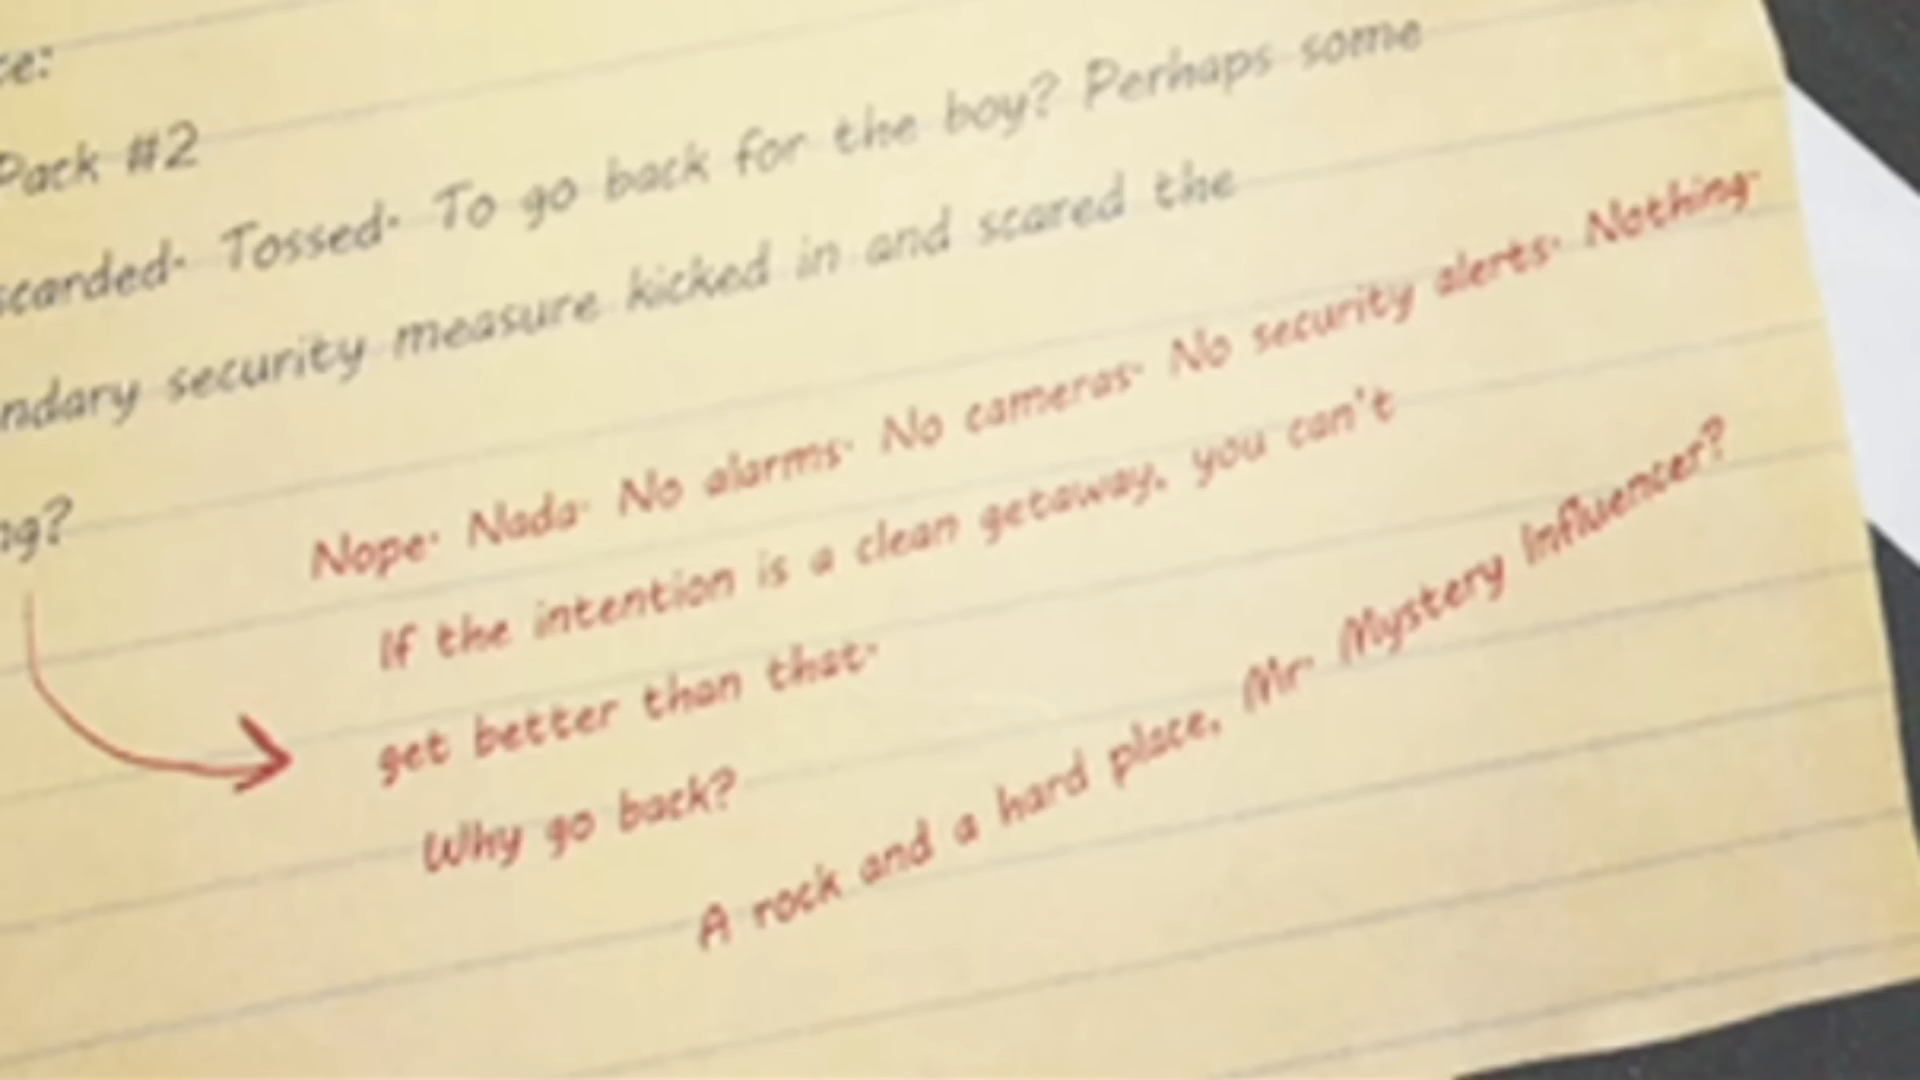 ce:
Pack #2
scarded. Tossed. To go back for the boy? Perhaps some
ndary security measure kicked in and scared the
ng?
Nope. Nada. No alarms. No cameras. No security alerts. Nothing.
If the intention is a clean getaway, you can't
get better than that.
Why go back?
A rock and a hard place, Mr. Mystery Influencer?